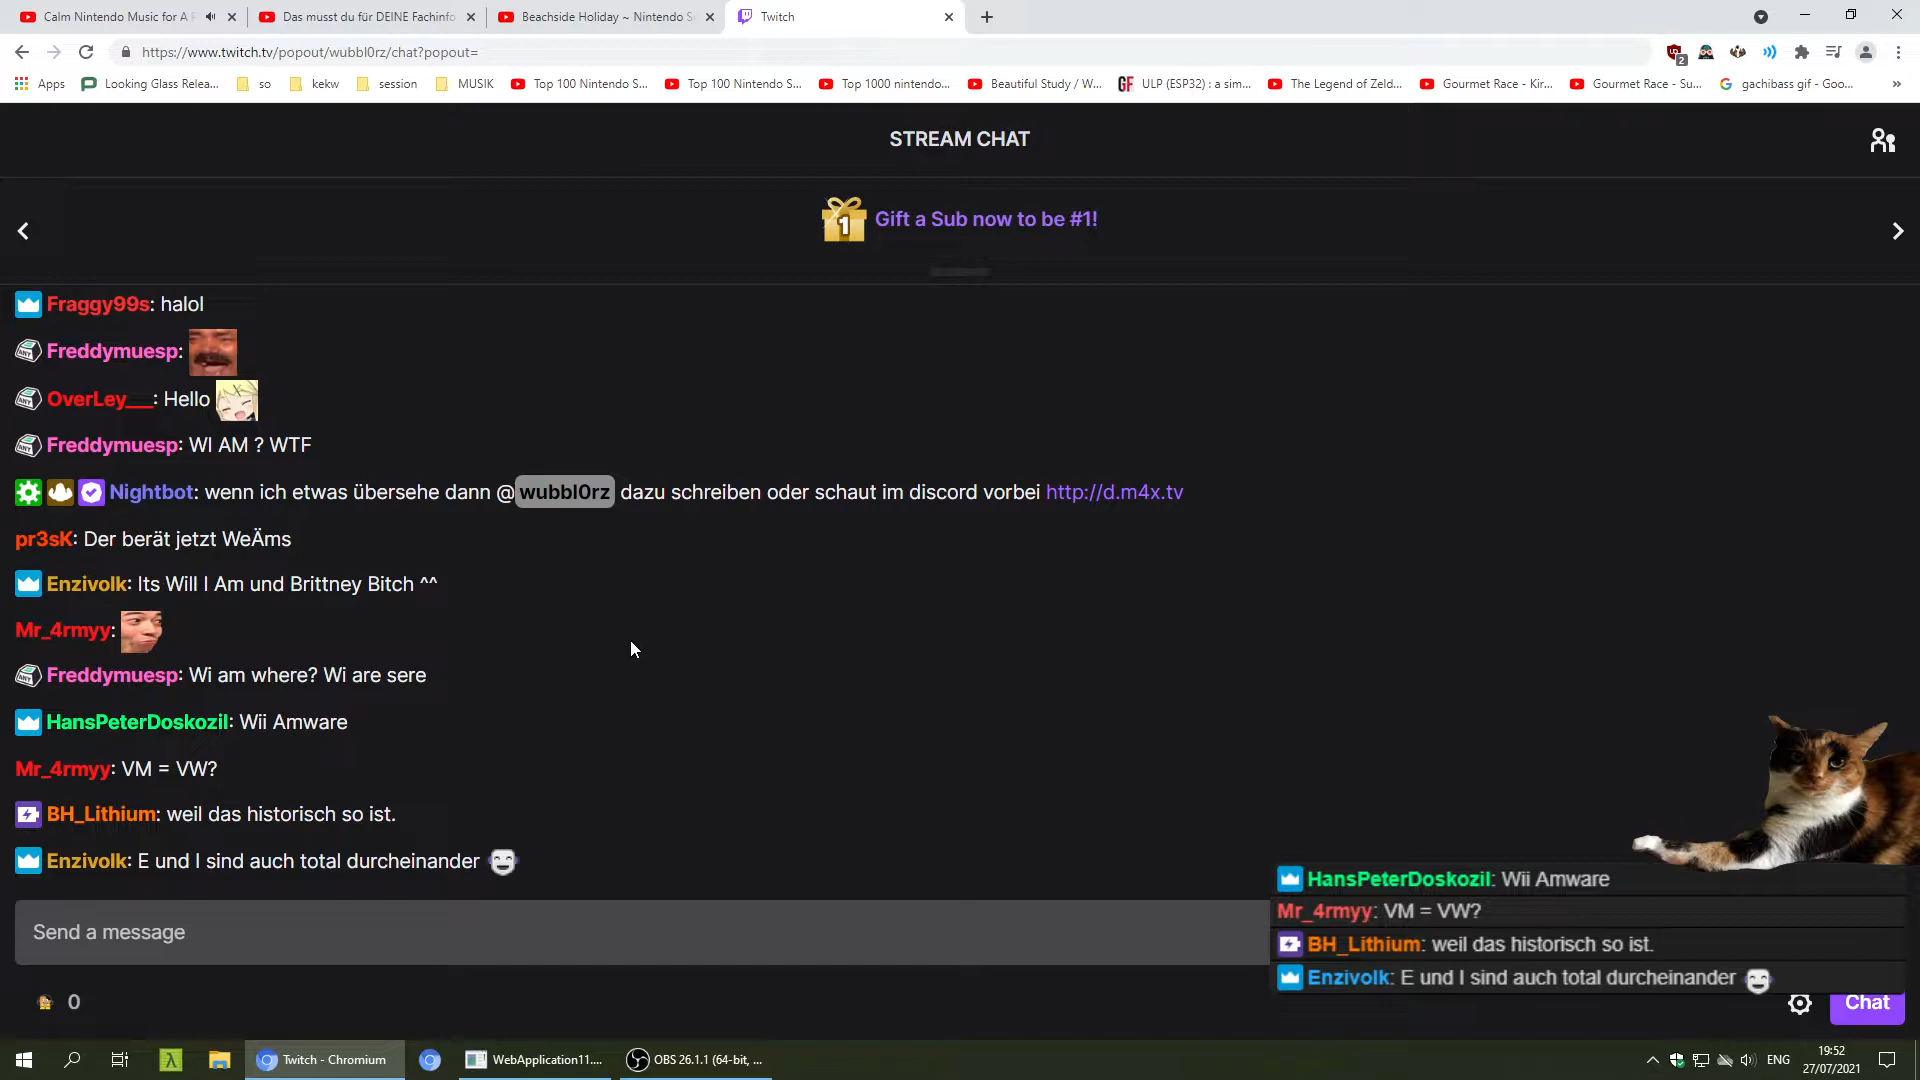 Calm Nintendo Music for A P
Das musst du für DEINE Fachinfo
Beachside Holiday ~ Nintendo S
Twitch
https://www.twitch.tv/popout/wubbl0rz/chat?popout=
2
Apps
Looking Glass Relea...
so
kekw
session
MUSIK
Top 100 Nintendo S...
Top 100 Nintendo S...
Top 1000 nintendo...
Beautiful Study / W...
GF ULP (ESP32) : a sim...
The Legend of Zeld...
Gourmet Race - Kir...
Gourmet Race - Su...
gachibass gif - Goo...
STREAM CHAT
1 Gift a Sub now to be #1!
Fraggy99s: halol
Freddymuesp:
OverLey___: Hello
Freddymuesp: WI AM ? WTF
Nightbot: wenn ich etwas übersehe dann @wubbl0rz dazu schreiben oder schaut im discord vorbei http://d.m4x.tv
pr3sK: Der berät jetzt WeÄms
Enzivolk: Its Will I Am und Brittney Bitch ^^
Mr_4rmyy:
Freddymuesp: Wi am where? Wi are sere
HansPeterDoskozil: Wii Amware
Mr_4rmyy: VM = VW?
BH_Lithium: weil das historisch so ist.
Enzivolk: E und I sind auch total durcheinander
Send a message
0
HansPeterDoskozil: Wii Amware
Mr_4rmyy: VM = VW?
BH_Lithium: weil das historisch so ist.
Enzivolk: E und I sind auch total durcheinander
Chat
Twitch - Chromium
WebApplication11....
OBS 26.1.1 (64-bit, ...
ENG
19:52
27/07/2021